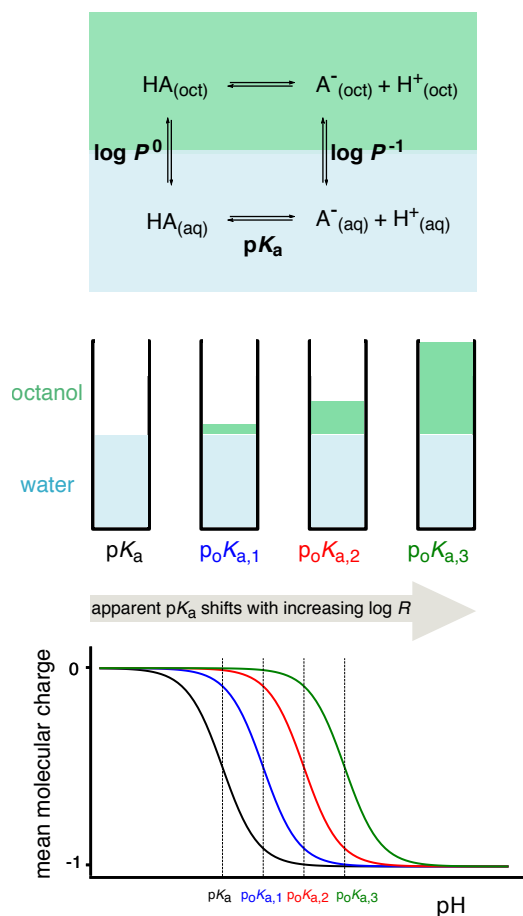 HA(oct) A-(oct) + H+(oct)
log P0 log P-1
HA(aq) A-(aq) + H+(aq)
pKa
octanol
water
pKa poKa,1 poKa,2 poKa,3
apparent pKa shifts with increasing log R
mean molecular charge
0
-1
pKa poKa,1 poKa,2 poKa,3
pH